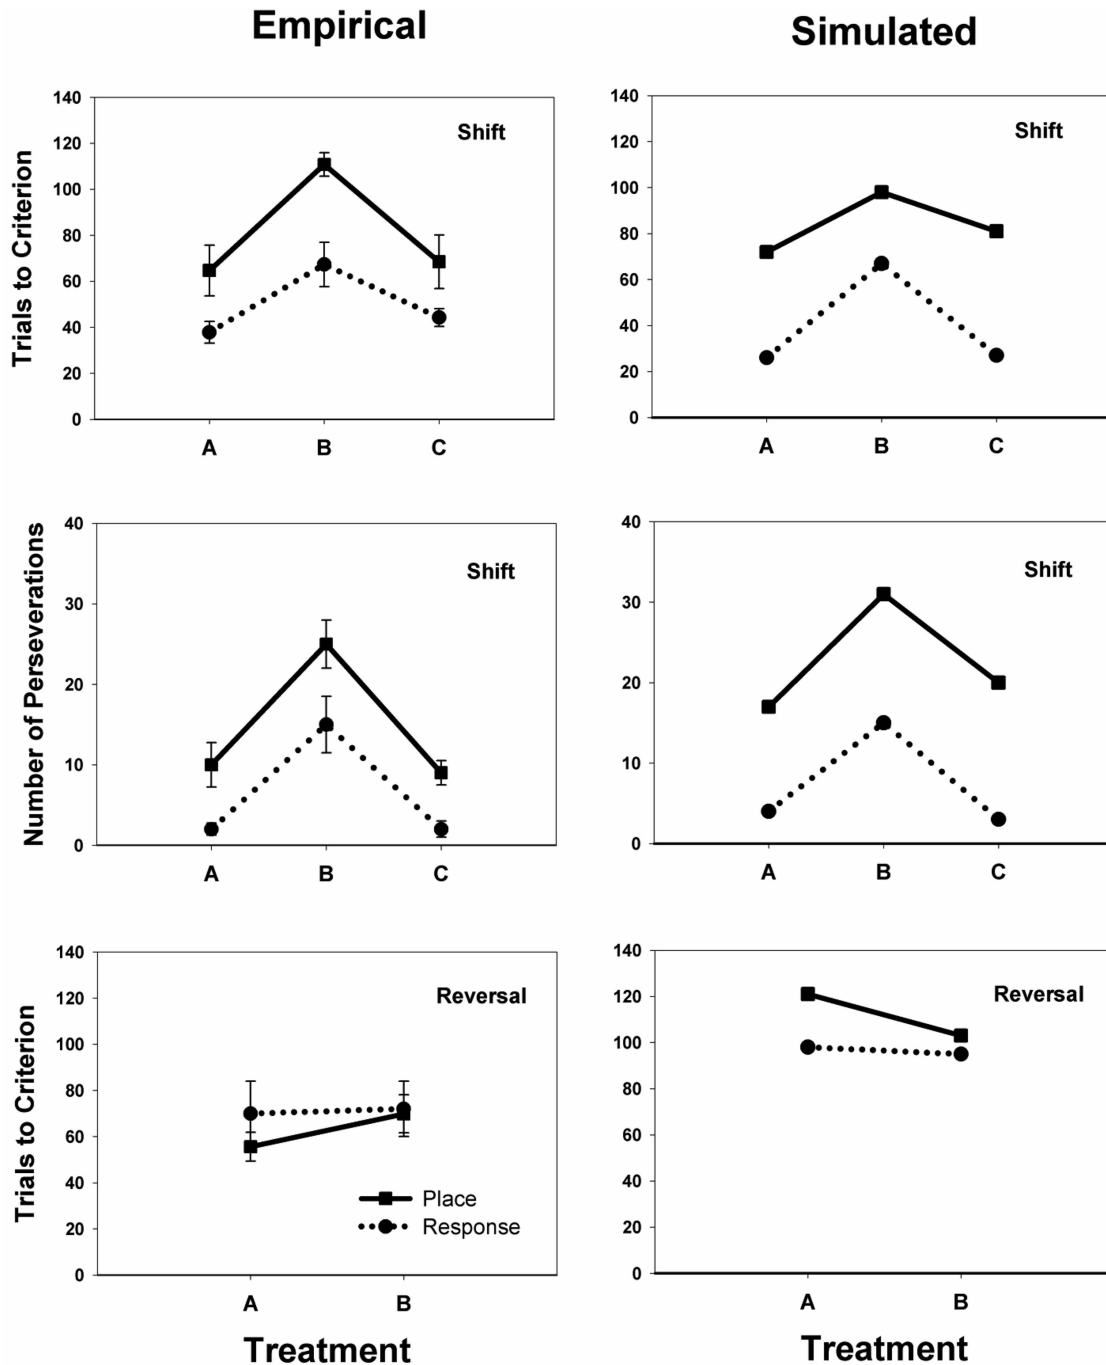 Empirical
Simulated
Trials to Criterion
140
120
100
80
60
40
20
0
Shift
A B C
140
120
100
80
60
40
20
0
Shift
A B C
Number of Perseverations
40
30
20
10
0
Shift
A B C
40
30
20
10
0
Shift
A B C
Trials to Criterion
140
120
100
80
60
40
20
0
Reversal
Place
Response
A B
Treatment
140
120
100
80
60
40
20
0
Reversal
A B
Treatment